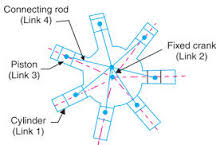 Connecting rod
(Link 4)
Fixed crank
(Link 2)
Piston
(Link 3)
Cylinder
(Link 1)